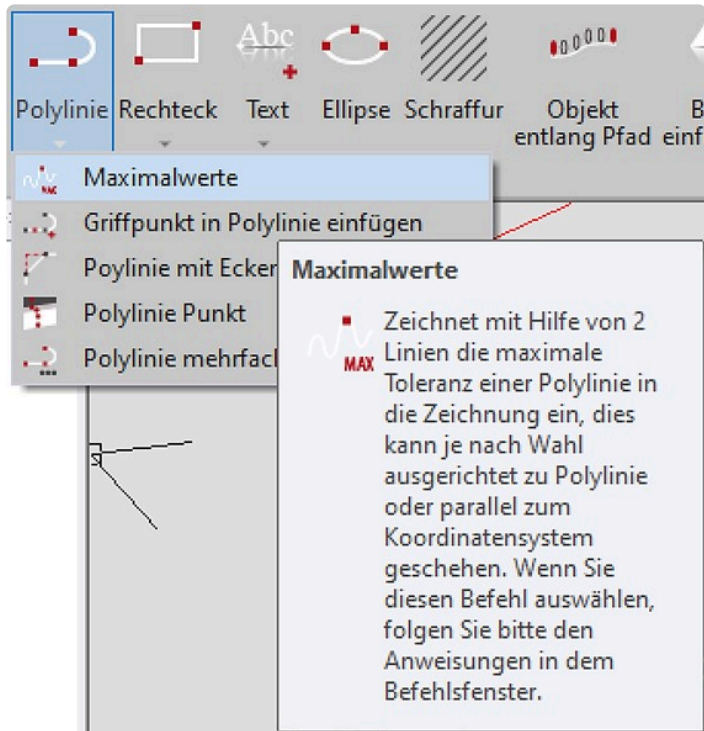 Abc
Polylinie Rechteck Text Ellipse Schraffur Objekt
entlang Pfad
Maximalwerte
Griffpunkt in Polylinie einfügen
Poylinie mit
Polylinie Punkt
Polylinie
Maximalwerte
MAX
Zeichnet mit Hilfe von 2
Linien die maximale
Toleranz einer Polylinie in
die Zeichnung ein, dies
kann je nach Wahl
ausgerichtet zu Polylinie
oder parallel zum
Koordinatensystem
geschehen. Wenn Sie
diesen Befehl auswählen,
folgen Sie bitte den
Anweisungen in dem
Befehlsfenster.